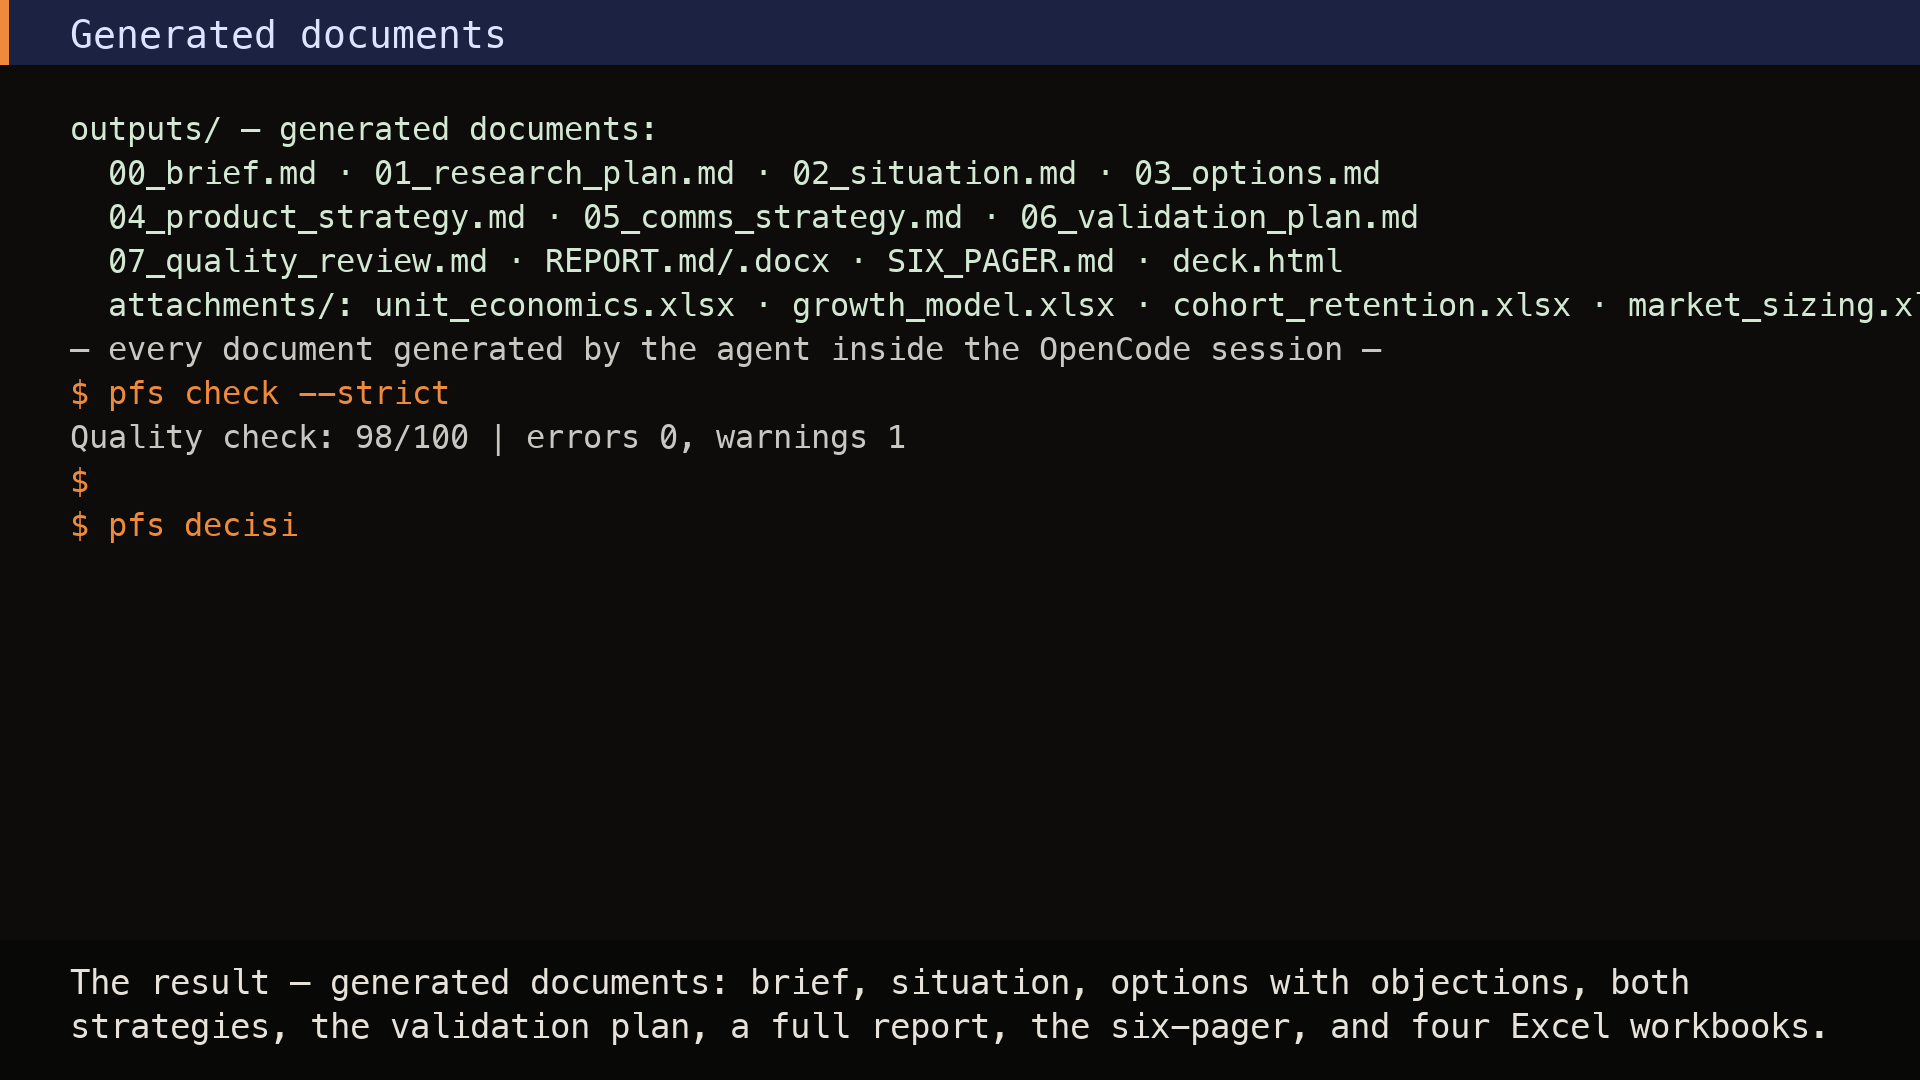 Generated documents
outputs/ — generated documents:
00_brief.md · 01_research_plan.md · 02_situation.md · 03_options.md
04_product_strategy.md · 05_comms_strategy.md · 06_validation_plan.md
07_quality_review.md · REPORT.md/.docx · SIX_PAGER.md · deck.html
attachments/: unit_economics.xlsx · growth_model.xlsx · cohort_retention.xlsx · market_sizing.xl
— every document generated by the agent inside the OpenCode session —
$ pfs check --strict
Quality check: 98/100 | errors 0, warnings 1
$
$ pfs decisi
The result — generated documents: brief, situation, options with objections, both
strategies, the validation plan, a full report, the six-pager, and four Excel workbooks.